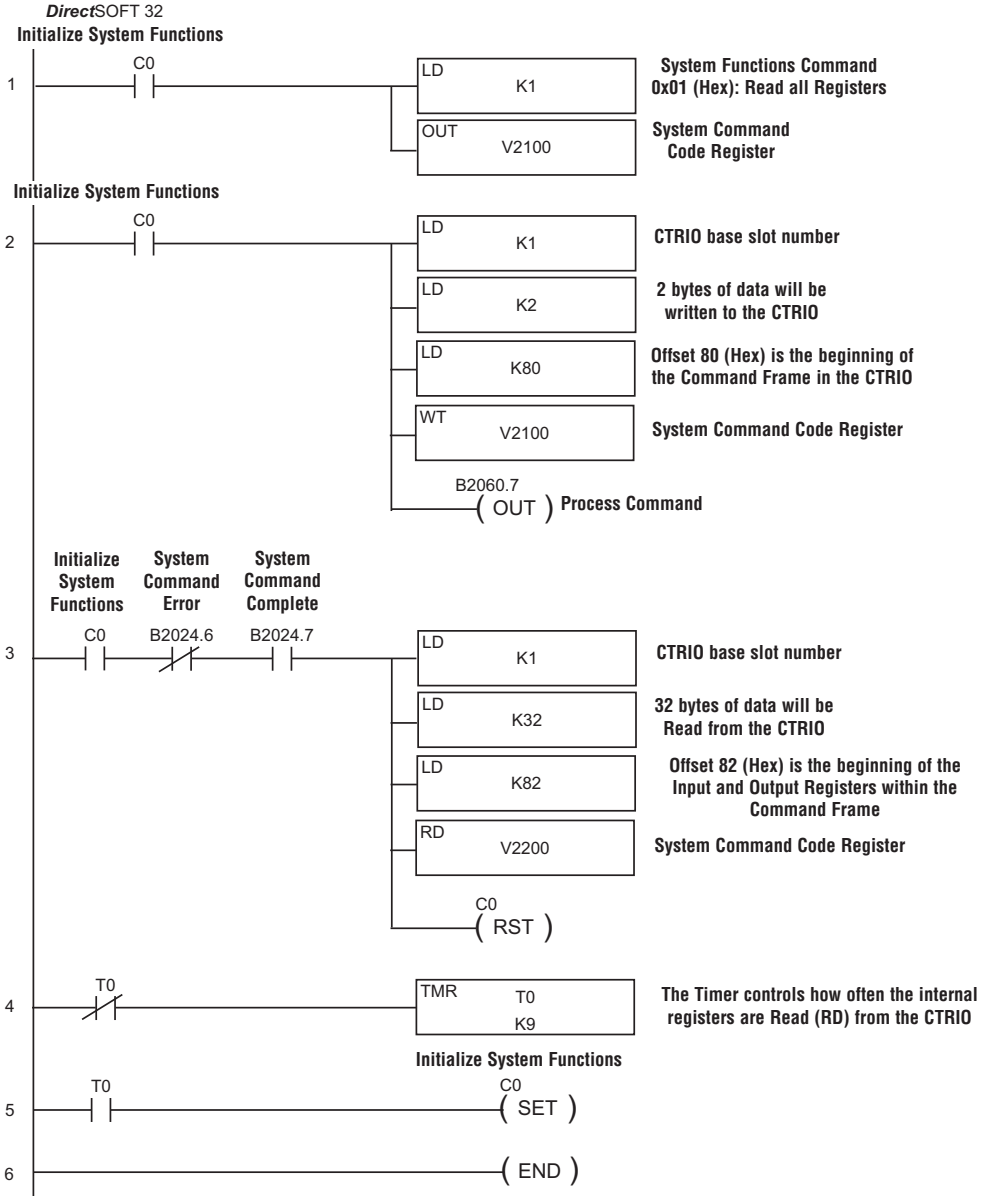 DirectSOFT 32
Initialize System Functions
1
C0
LD
K1
System Functions Command
0x01 (Hex): Read all Registers
OUT
V2100
System Command
Code Register
Initialize System Functions
2
C0
LD
K1
CTRIO base slot number
LD
K2
2 bytes of data will be
written to the CTRIO
LD
K80
Offset 80 (Hex) is the beginning of
the Command Frame in the CTRIO
WT
V2100
System Command Code Register
B2060.7
( OUT )
Process Command
Initialize
System
Functions
System
Command
Error
System
Command
Complete
3
C0
B2024.6
B2024.7
LD
K1
CTRIO base slot number
LD
K32
32 bytes of data will be
Read from the CTRIO
LD
K82
Offset 82 (Hex) is the beginning of the
Input and Output Registers within the
Command Frame
RD
V2200
System Command Code Register
C0
( RST )
4
T0
TMR
T0
K9
The Timer controls how often the internal
registers are Read (RD) from the CTRIO
Initialize System Functions
5
T0
C0
( SET )
6
( END )